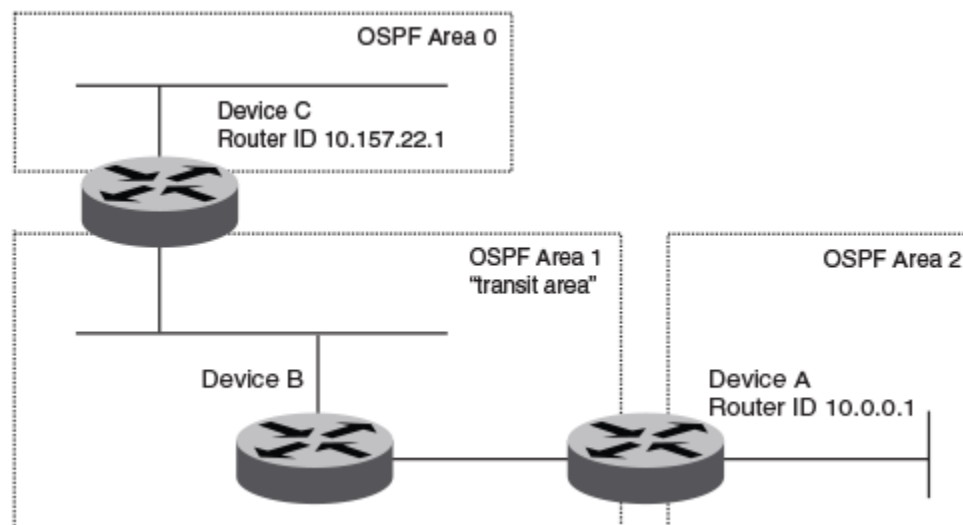 OSPF Area 0
Device C
Router ID 10.157.22.1
OSPF Area 1
“transit area”
OSPF Area 2
Device B
Device A
Router ID 10.0.0.1